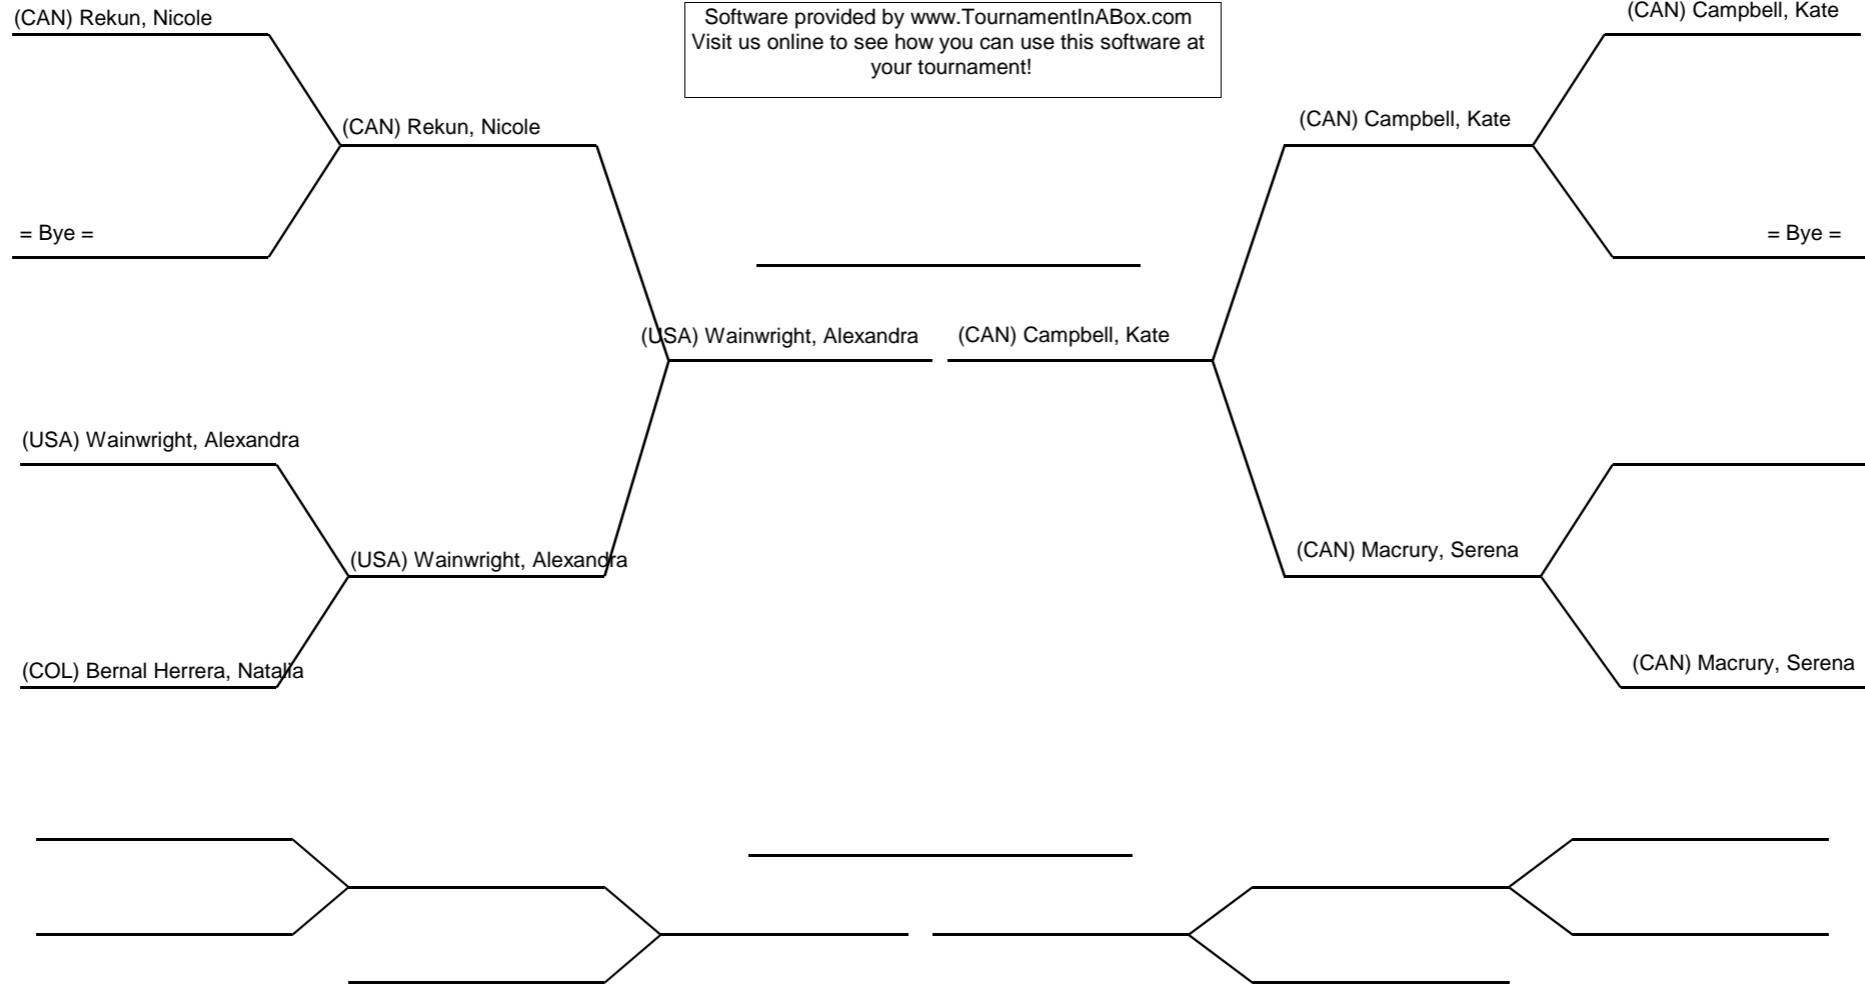 (CAN) Rekun, Nicole
Software provided by www.TournamentInABox.com
Visit us online to see how you can use this software at
your tournament!
(CAN) Campbell, Kate
(CAN) Rekun, Nicole
(CAN) Campbell, Kate
= Bye =
= Bye =
(USA) Wainwright, Alexandra
(CAN) Campbell, Kate
(USA) Wainwright, Alexandra
(USA) Wainwright, Alexandra
(CAN) Macrury, Serena
(COL) Bernal Herrera, Natalia
(CAN) Macrury, Serena